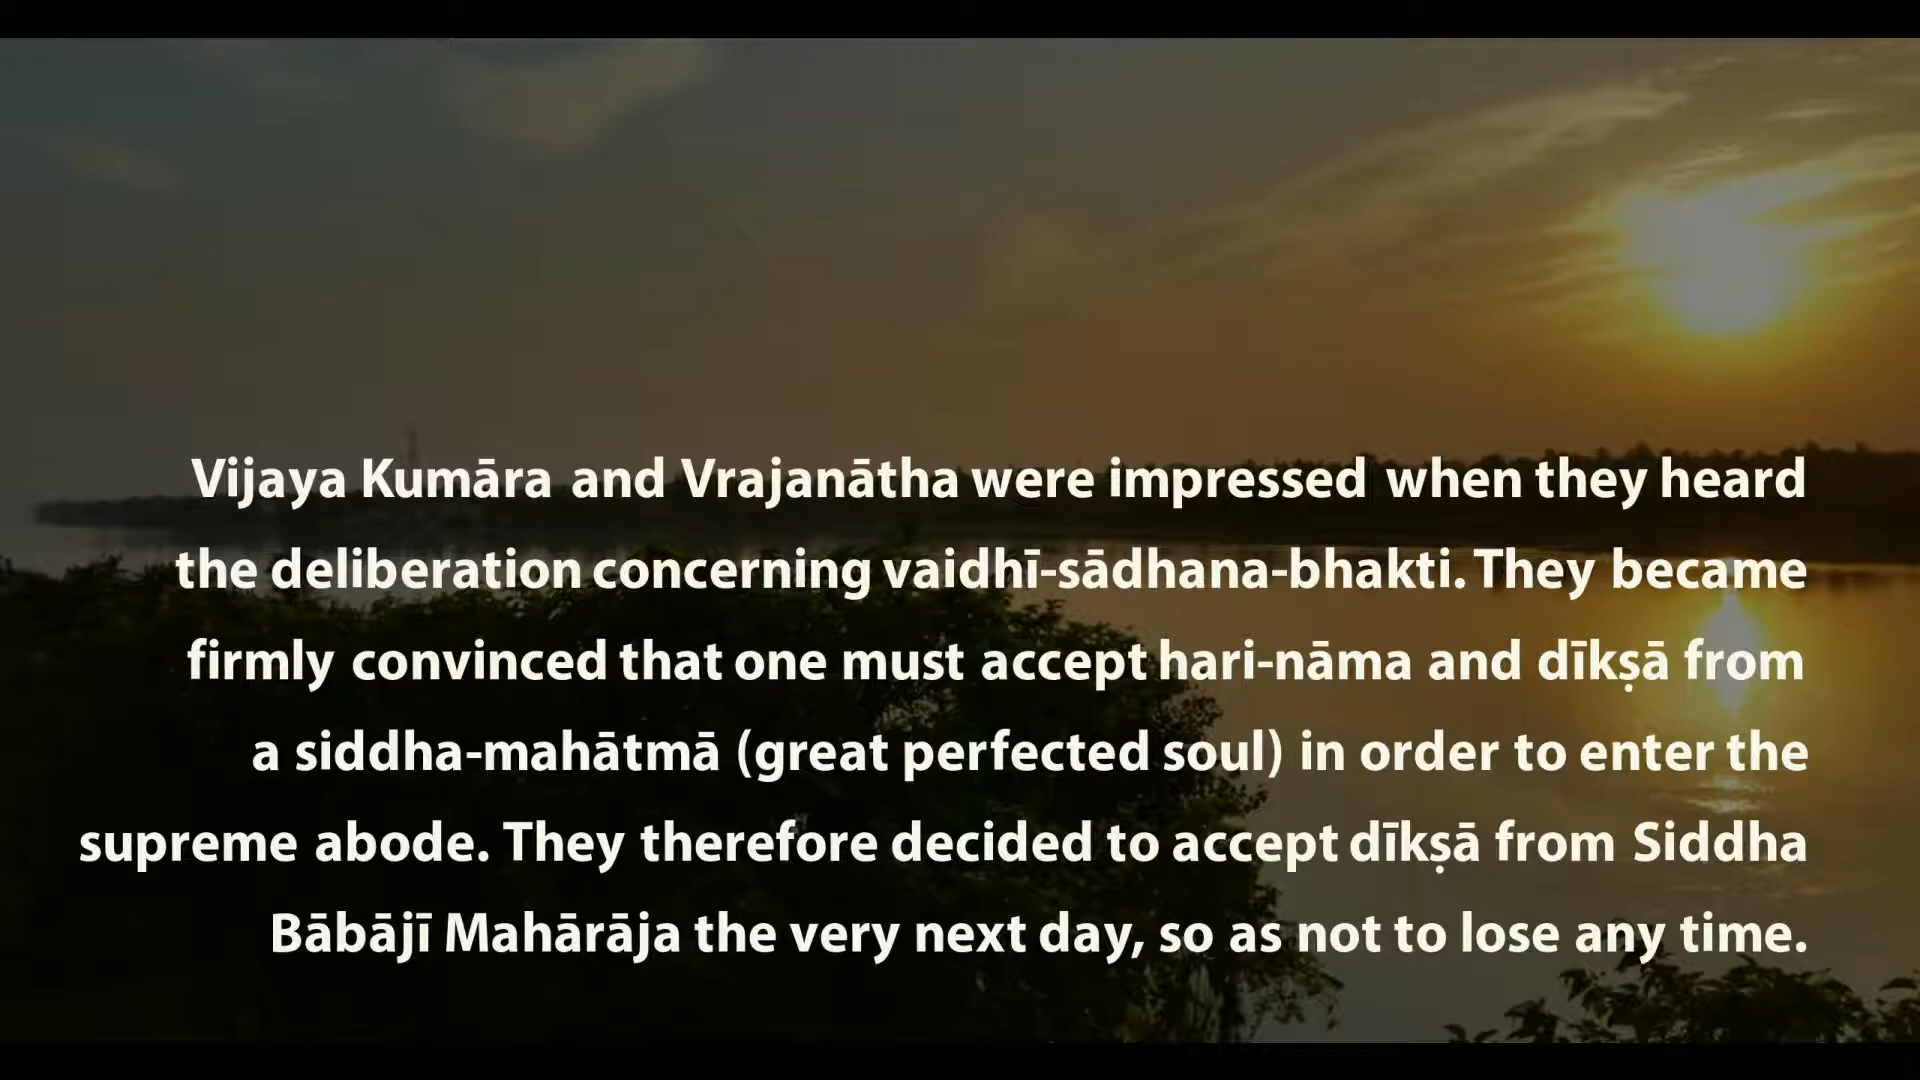 Vijaya Kumāra and Vrajanātha were impressed when they heard
the deliberation concerning vaidhī-sādhana-bhakti. They became
firmly convinced that one must accept hari-nāma and dīkṣā from
a siddha-mahātmā (great perfected soul) in order to enter the
supreme abode. They therefore decided to accept dīkṣā from Siddha
Bābājī Mahārāja the very next day, so as not to lose any time.